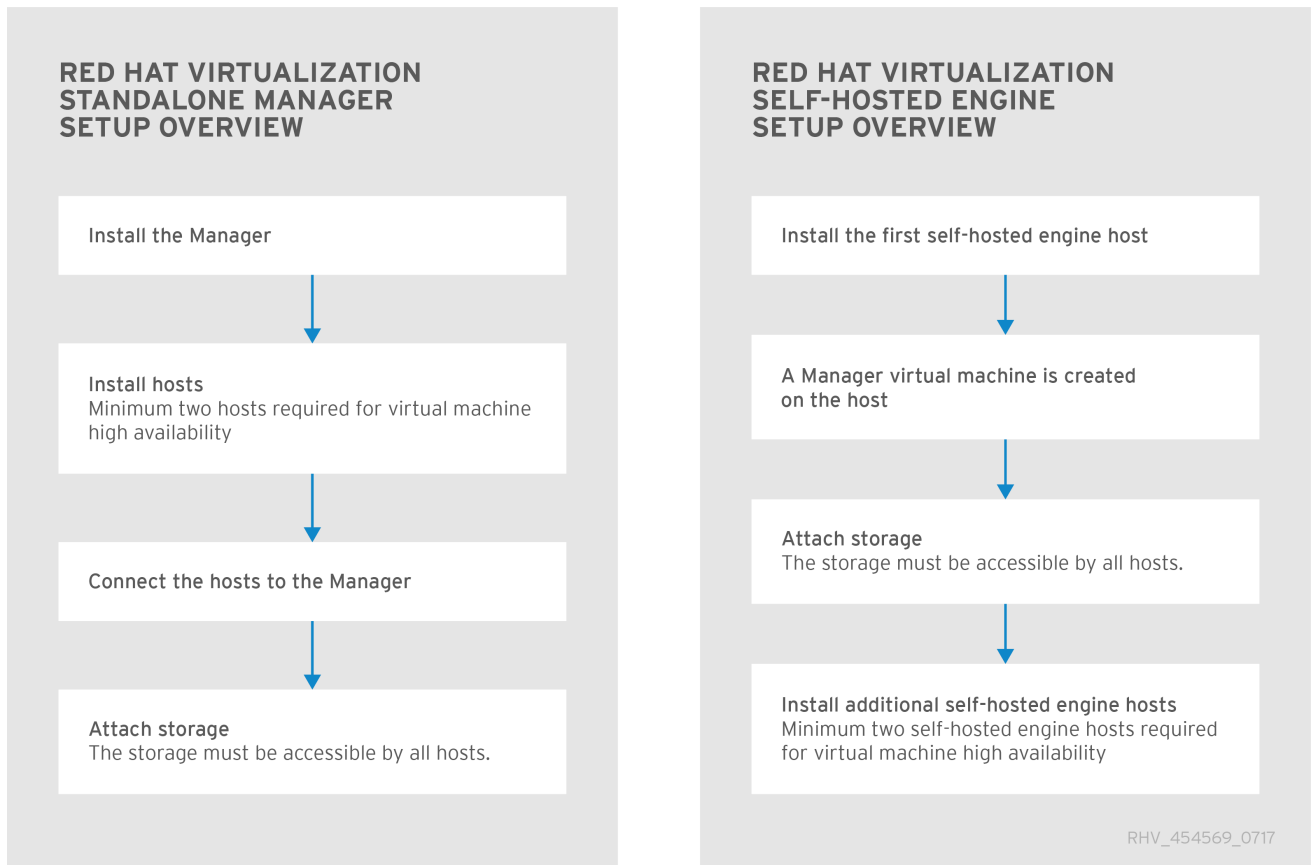 RED HAT VIRTUALIZATION
STANDALONE MANAGER
SETUP OVERVIEW
Install the Manager
Install hosts
Minimum two hosts required for virtual machine
high availability
Connect the hosts to the Manager
Attach storage
The storage must be accessible by all hosts.
RED HAT VIRTUALIZATION
SELF-HOSTED ENGINE
SETUP OVERVIEW
Install the first self-hosted engine host
A Manager virtual machine is created
on the host
Attach storage
The storage must be accessible by all hosts.
Install additional self-hosted engine hosts
Minimum two self-hosted engine hosts required
for virtual machine high availability
RHV_454569_0717